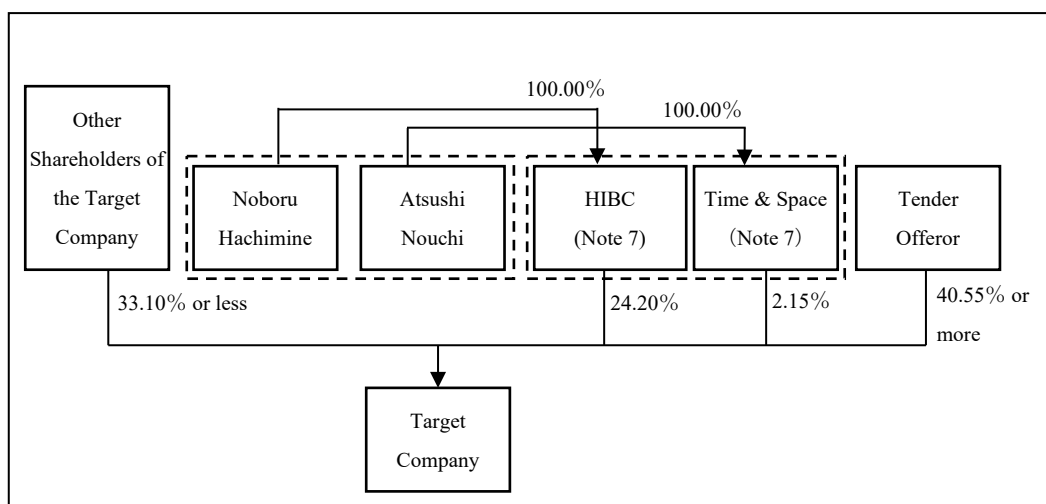 100.00%
100.00%
Other
Shareholders of
the Target
Company
Noboru
Hachimine
Atsushi
Nouchi
HIBC
(Note 7)
Time & Space
(Note 7)
Tender
Offeror
33.10% or less
24.20%
2.15%
40.55% or
more
Target
Company